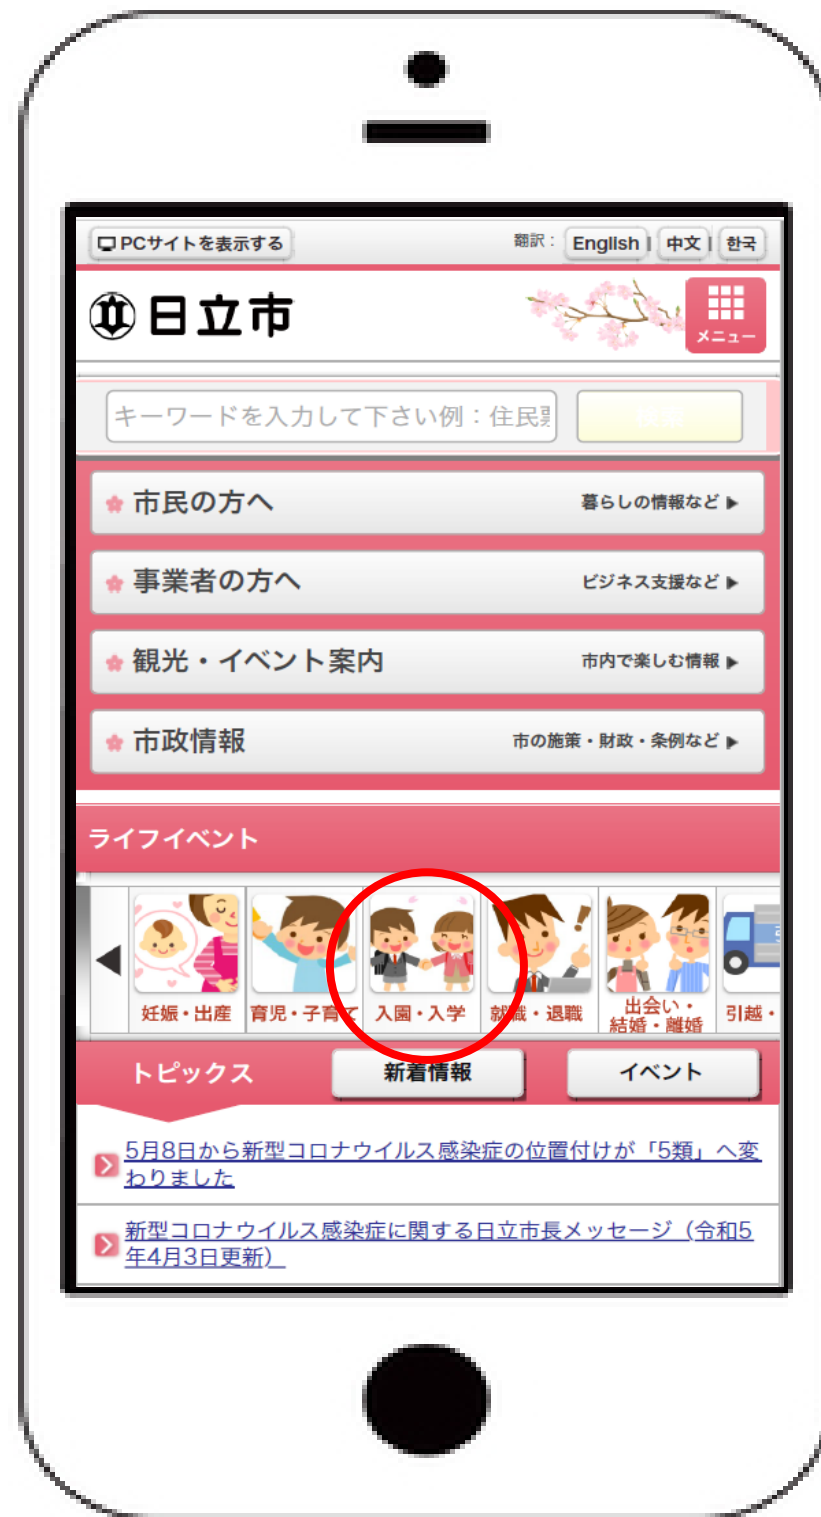 PCサイトを表示する
翻訳： English | 中文 | 한국
日立市
メニュー
キーワードを入力して下さい例：住民票
市民の方へ 暮らしの情報など
事業者の方へ ビジネス支援など
観光・イベント案内 市内で楽しむ情報
市政情報 市の施策・財政・条例など
ライフイベント
妊娠・出産 育児・子育て 入園・入学 就職・退職 出会い・
結婚・離婚 引越・
トピックス 新着情報 イベント
5月8日から新型コロナウイルス感染症の位置付けが「5類」へ変
わりました
新型コロナウイルス感染症に関する日立市長メッセージ（令和5
年4月3日更新）